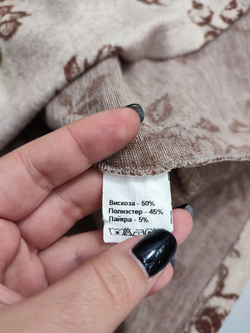 Вискоза - 50%
Полиэстер - 45%
Лайкра - 5%